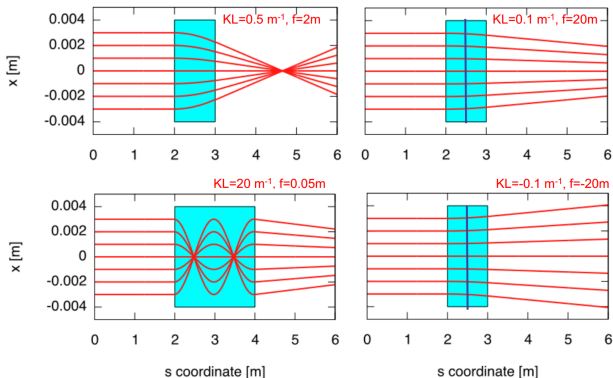 KL=0.5 m⁻¹, f=2m
0.004
0.002
0
-0.002
-0.004
x [m]
0 1 2 3 4 5 6
KL=0.1 m⁻¹, f=20m
0 1 2 3 4 5 6
KL=20 m⁻¹, f=0.05m
0.004
0.002
0
-0.002
-0.004
x [m]
0 1 2 3 4 5 6
s coordinate [m]
KL=-0.1 m⁻¹, f=-20m
0 1 2 3 4 5 6
s coordinate [m]